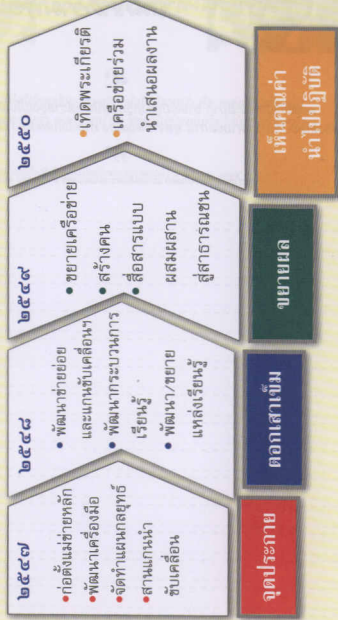 ๒๕๔๗
•ก่อตั้งแม่ข่ายหลัก
•พัฒนาเครื่องมือ
•จัดทำแผนกลยุทธ์
•สานแกนนำ
ขับเคลื่อน
จุดประกาย
๒๕๔๘
• พัฒนาข่ายย่อย
และแกนขับเคลื่อนฯ
• พัฒนากระบวนการ
เรียนรู้
• พัฒนา/ขยาย
แหล่งเรียนรู้
ตอกเสาเข็ม
๒๕๔๙
• ขยายเครือข่าย
• สร้างคน
• สื่อสารแบบ
ผสมผสาน
สู่สาธารณชน
ขยายผล
๒๕๕๐
•เทิดพระเกียรติ
•เครือข่ายร่วม
นำเสนอผลงาน
เห็นคุณค่า
นำไปปฏิบัติ